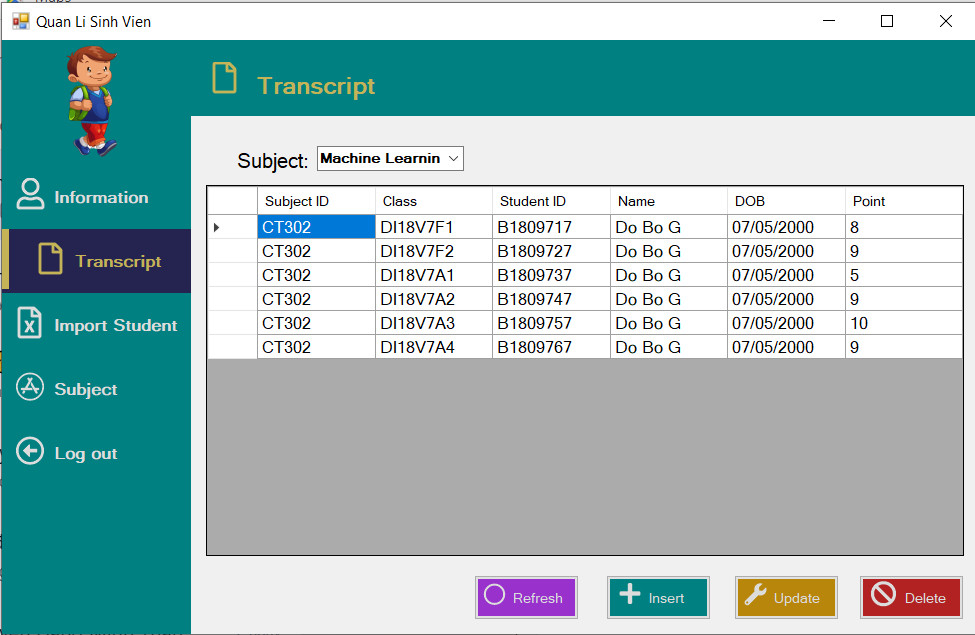 Quan Li Sinh Vien
Transcript
Information
Transcript
Import Student
Subject
Log out
Subject: Machine Learnin
Subject ID Class Student ID Name DOB Point
CT302 DI18V7F1 B1809717 Do Bo G 07/05/2000 8
CT302 DI18V7F2 B1809727 Do Bo G 07/05/2000 9
CT302 DI18V7A1 B1809737 Do Bo G 07/05/2000 5
CT302 DI18V7A2 B1809747 Do Bo G 07/05/2000 9
CT302 DI18V7A3 B1809757 Do Bo G 07/05/2000 10
CT302 DI18V7A4 B1809767 Do Bo G 07/05/2000 9
Refresh Insert Update Delete